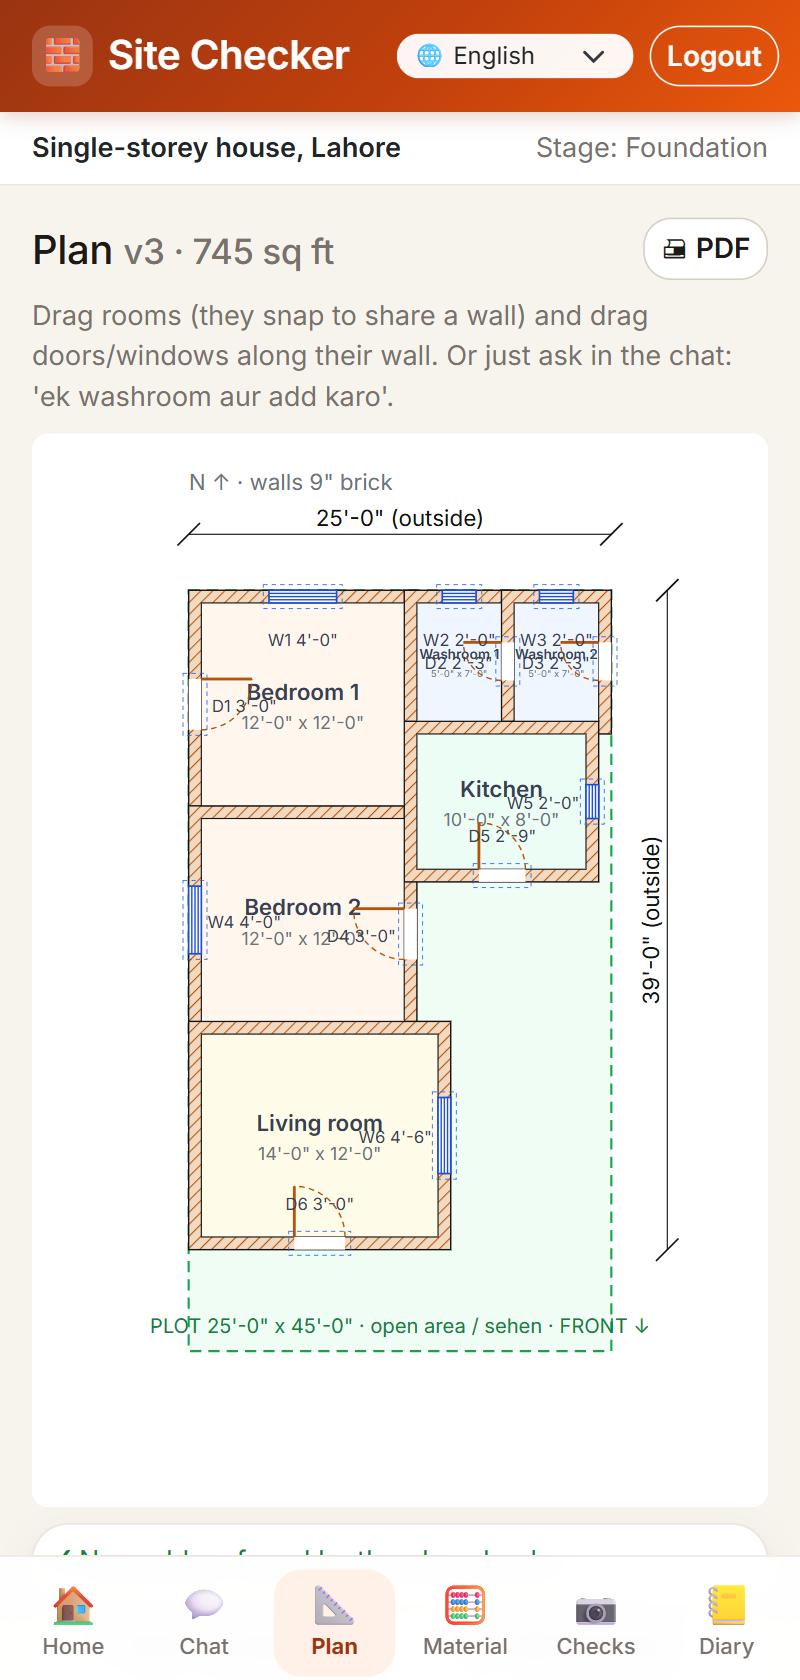 Site Checker
English
Logout
Single-storey house, Lahore
Stage: Foundation
Plan v3 · 745 sq ft
PDF
Drag rooms (they snap to share a wall) and drag
doors/windows along their wall. Or just ask in the chat:
'ek washroom aur add karo'.
N ↑ · walls 9" brick
25'-0" (outside)
W1 4'-0"
W2 2'-0"
W3 2'-0"
Washroom 1
Washroom 2
D2 2'-3"
D3 2'-3"
5'-0" x 7'-0"
5'-0" x 7'-0"
Bedroom 1
D1 3'-0"
12'-0" x 12'-0"
Kitchen
W5 2'-0"
10'-0" x 8'-0"
D5 2'-9"
39'-0" (outside)
Bedroom 2
W4 4'-0"
12'-0" x 12'-0"
D4 3'-0"
Living room
W6 4'-6"
14'-0" x 12'-0"
D6 3'-0"
PLOT 25'-0" x 45'-0" · open area / sehen · FRONT ↓
Home
Chat
Plan
Material
Checks
Diary